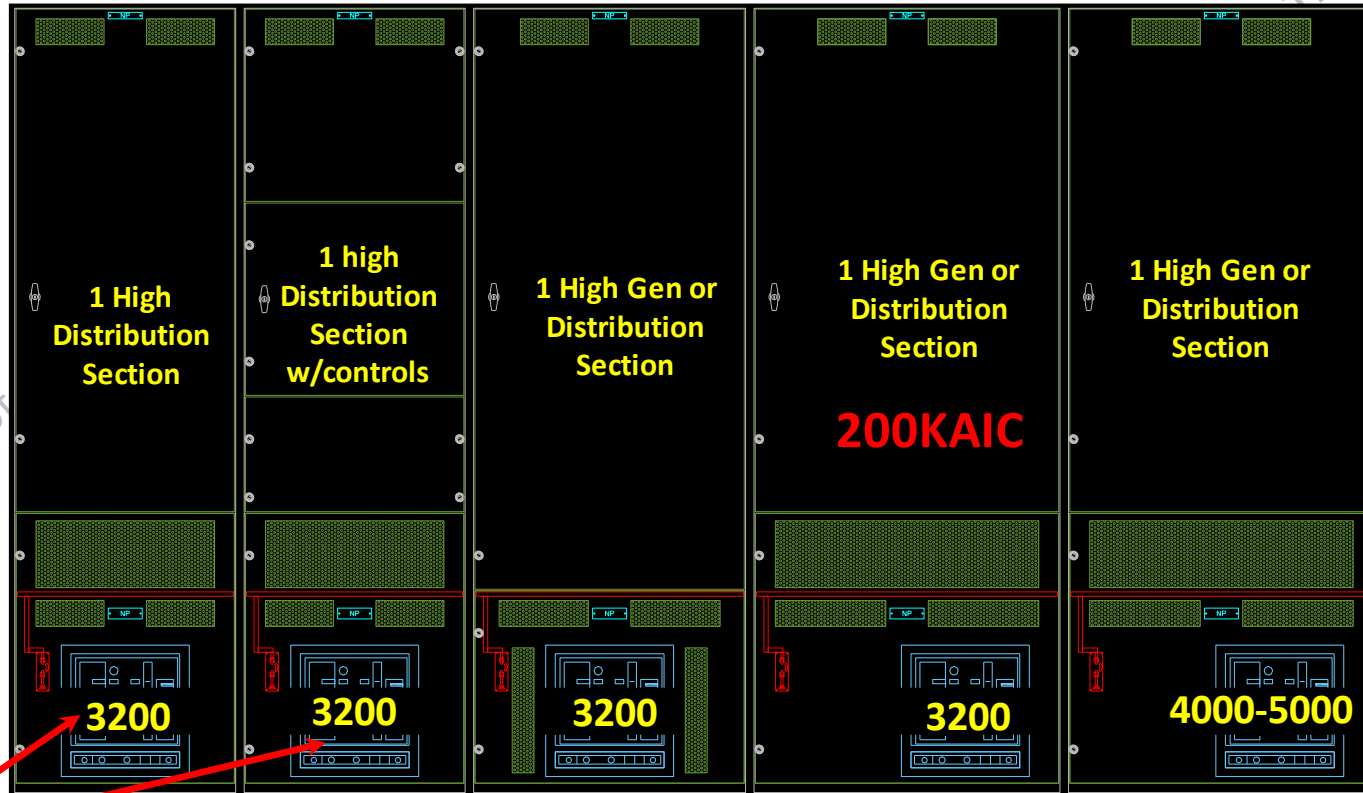 NP
NP
NP
NP
NP
1 High
Distribution
Section
1 high
Distribution
Section
w/controls
1 High Gen or
Distribution
Section
1 High Gen or
Distribution
Section
200KAIC
1 High Gen or
Distribution
Section
NP
NP
NP
NP
NP
3200
3200
3200
3200
4000-5000